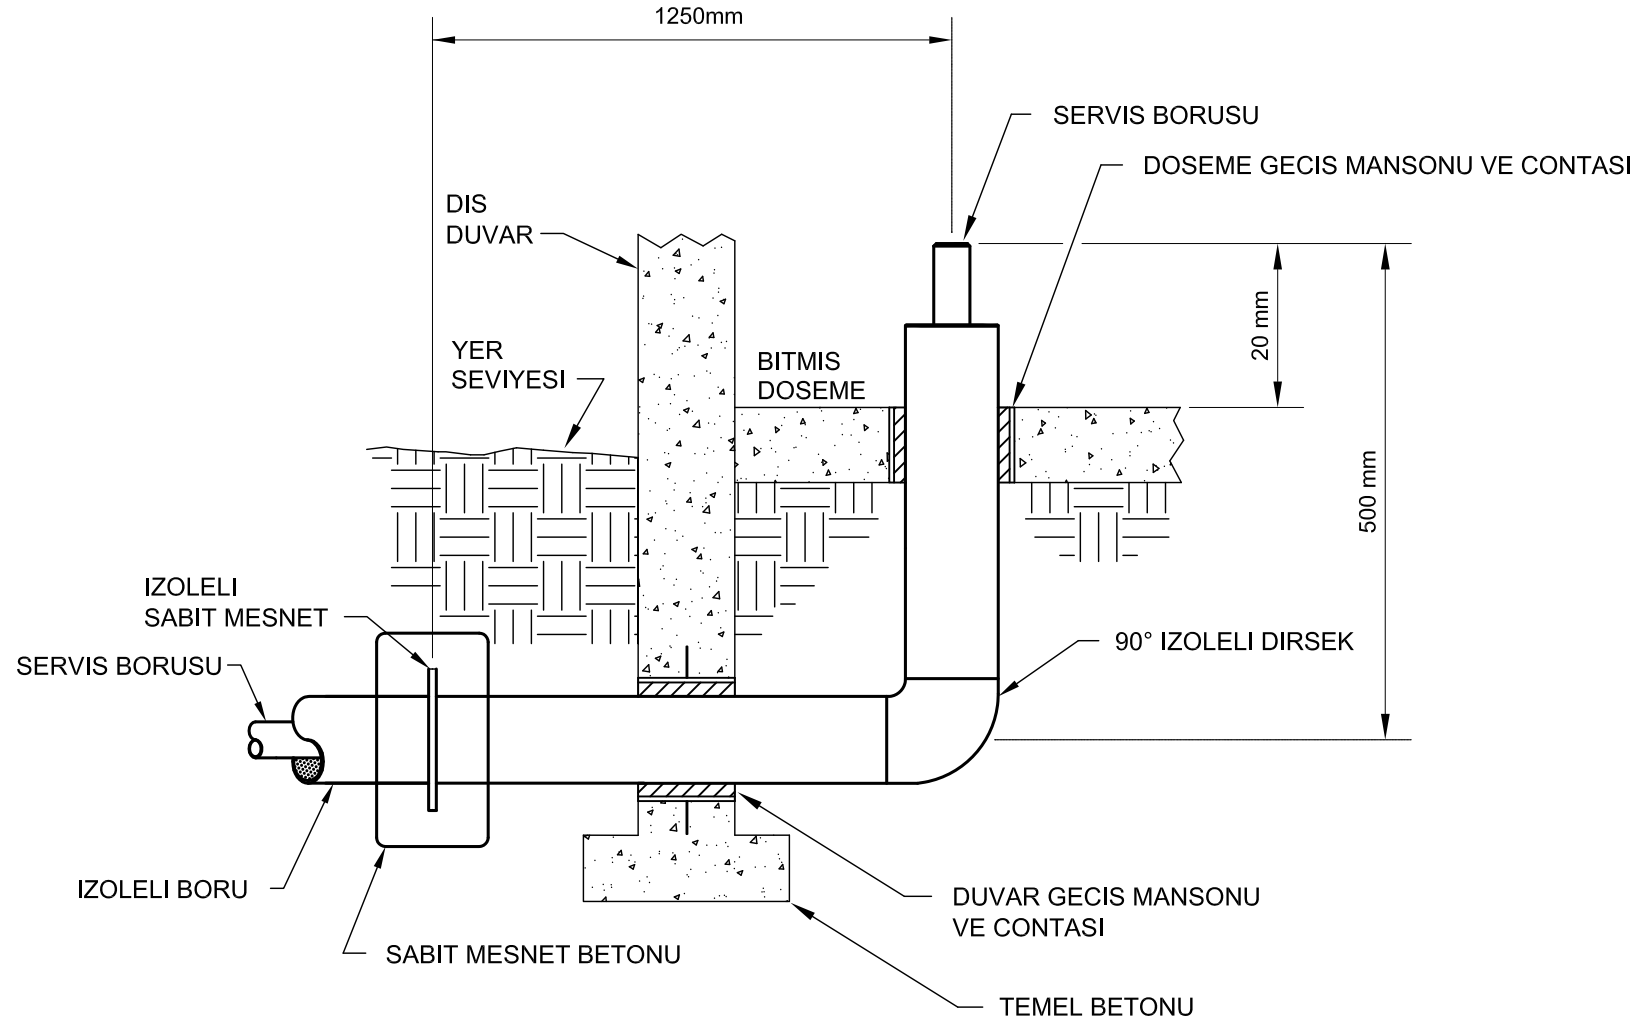 1250mm
SERVIS BORUSU
DOSEME GECIS MANSONU VE CONTASI
DIS
DUVAR
20 mm
YER
SEVIYESI
BITMIS
DOSEME
500 mm
IZOLELI
SABIT MESNET
90° IZOLELI DIRSEK
SERVIS BORUSU
IZOLELI BORU
DUVAR GECIS MANSONU
VE CONTASI
SABIT MESNET BETONU
TEMEL BETONU